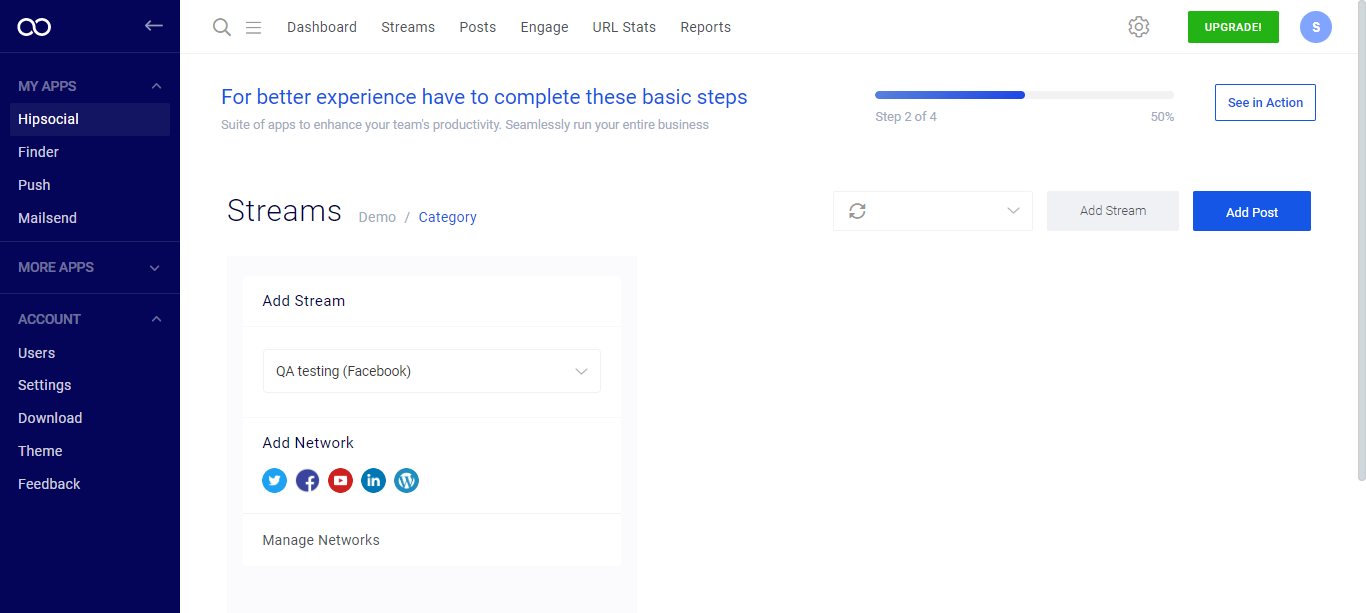 Dashboard Streams Posts Engage URL Stats Reports UPGRADE! S
MY APPS
Hipsocial
Finder
Push
Mailsend
MORE APPS
ACCOUNT
Users
Settings
Download
Theme
Feedback
For better experience have to complete these basic steps
Suite of apps to enhance your team's productivity. Seamlessly run your entire business
Step 2 of 4 50%
See in Action
Streams Demo / Category
Add Stream Add Post
Add Stream
QA testing (Facebook)
Add Network
Manage Networks